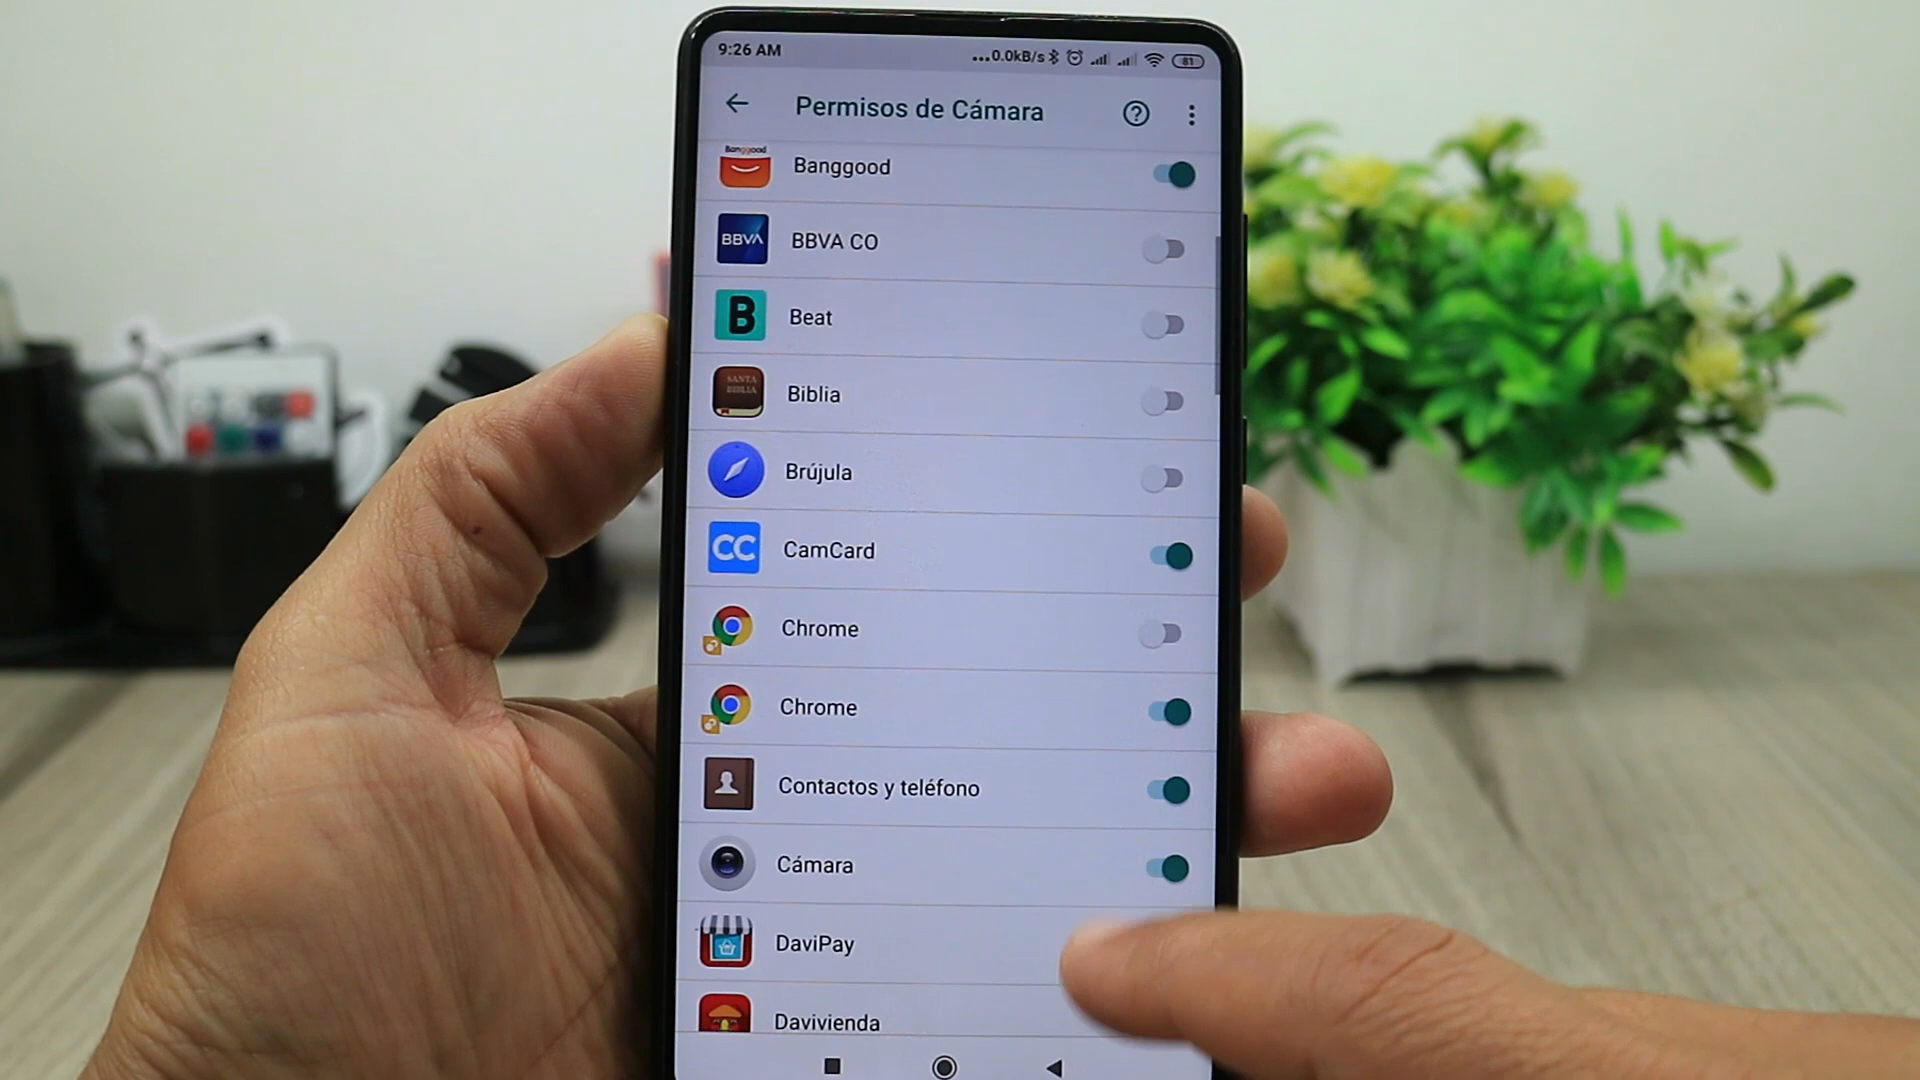 9:26 AM
...0.0kB/s 81
Permisos de Cámara
Banggood
Banggood
BBVA
BBVA CO
B
Beat
SANTA
BIBLIA
Biblia
Brújula
CC
CamCard
Chrome
Chrome
Contactos y teléfono
Cámara
DaviPay
Davivienda